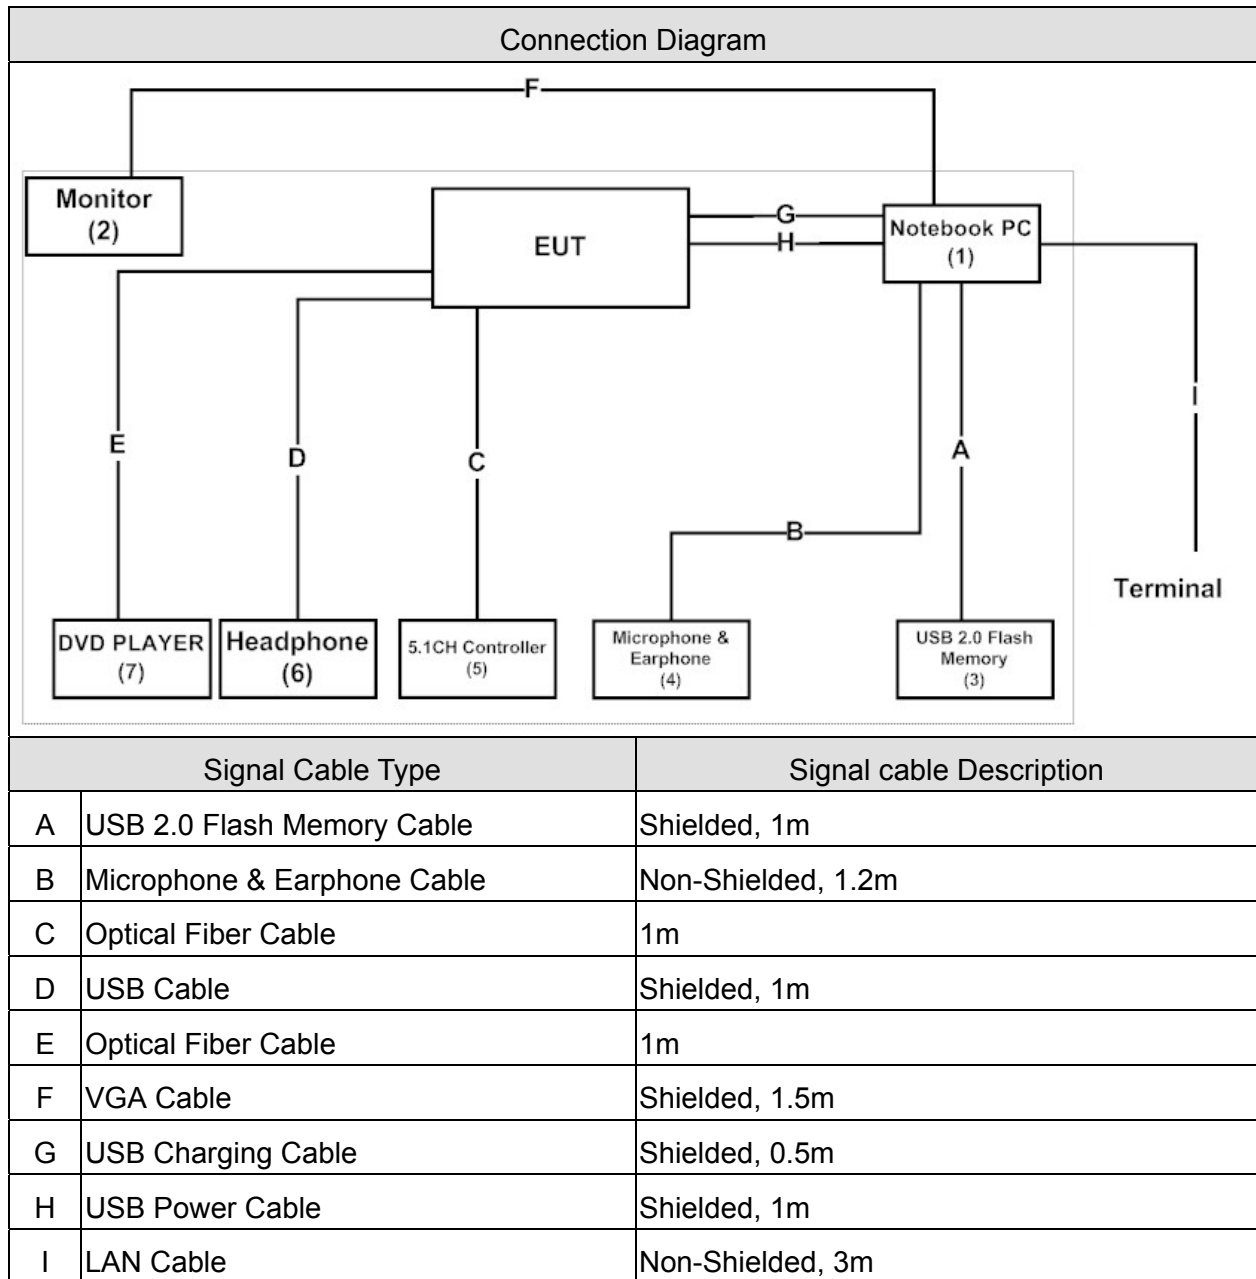 Connection Diagram
F
Monitor
(2)
EUT
G
H
Notebook PC
(1)
E
D
C
B
A
I
Terminal
DVD PLAYER
(7)
Headphone
(6)
5.1CH Controller
(5)
Microphone &
Earphone
(4)
USB 2.0 Flash
Memory
(3)
Signal Cable Type Signal cable Description
A USB 2.0 Flash Memory Cable Shielded, 1m
B Microphone & Earphone Cable Non-Shielded, 1.2m
C Optical Fiber Cable 1m
D USB Cable Shielded, 1m
E Optical Fiber Cable 1m
F VGA Cable Shielded, 1.5m
G USB Charging Cable Shielded, 0.5m
H USB Power Cable Shielded, 1m
I LAN Cable Non-Shielded, 3m